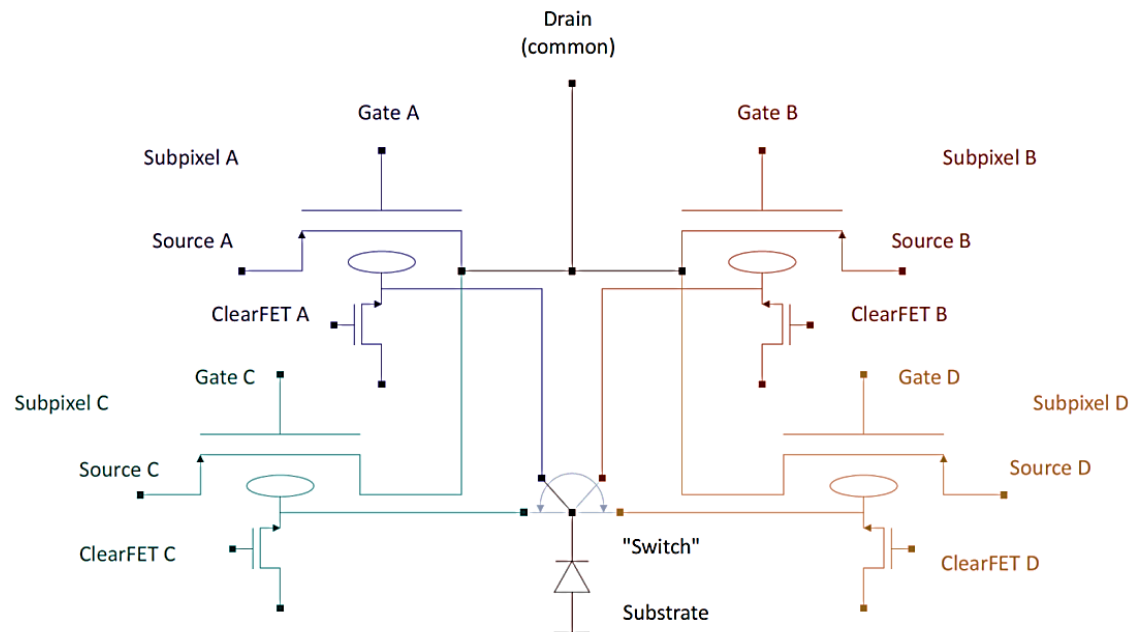 Drain
(common)
Gate A
Gate B
Subpixel A
Subpixel B
Source A
Source B
ClearFET A
ClearFET B
Gate C
Gate D
Subpixel C
Subpixel D
Source C
Source D
"Switch"
ClearFET C
ClearFET D
Substrate